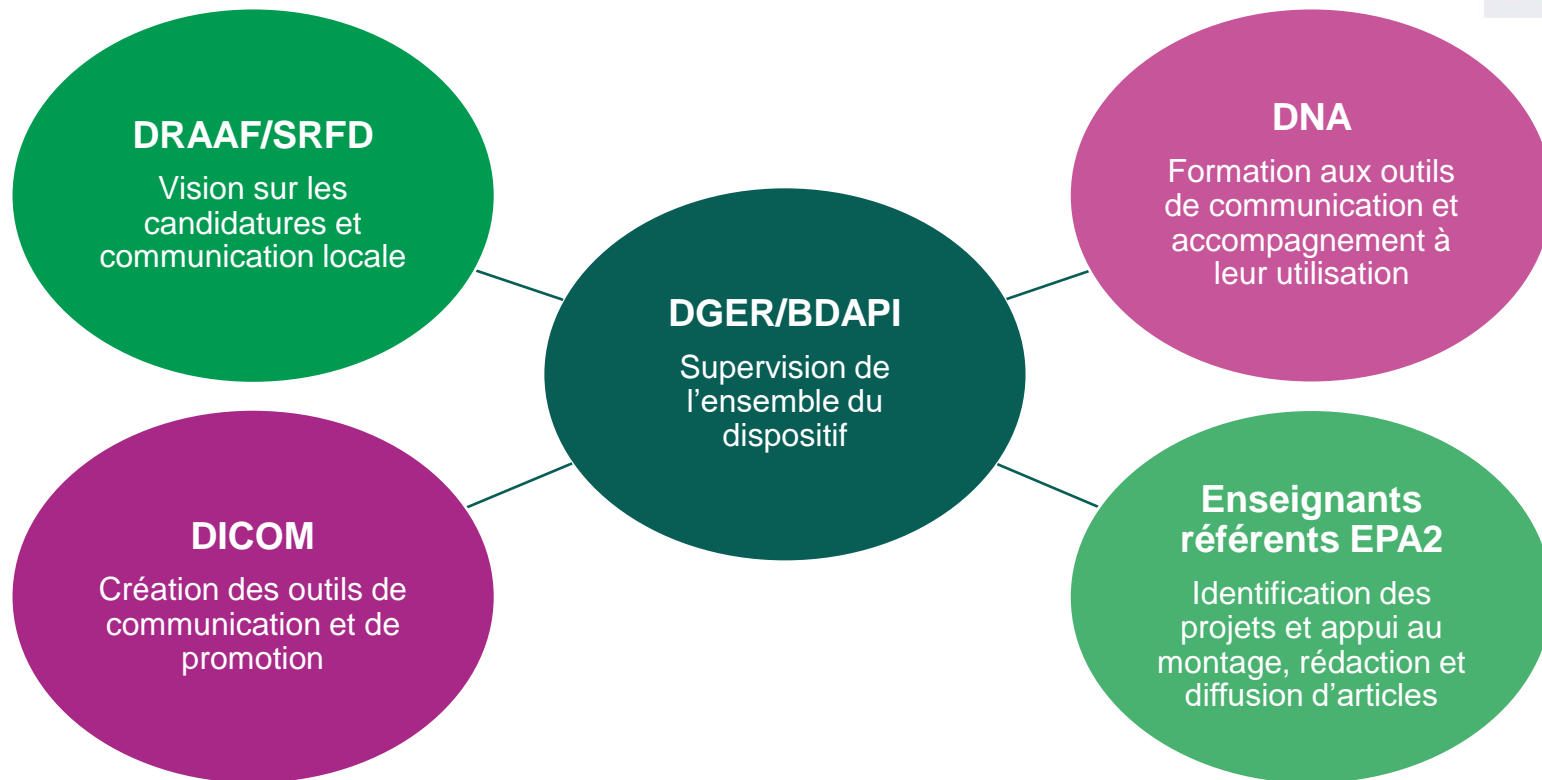 DRAAF/SRFD
Vision sur les
candidatures et
communication locale
DNA
Formation aux outils
de communication et
accompagnement à
leur utilisation
DGER/BDAPI
Supervision de
l’ensemble du
dispositif
DICOM
Création des outils de
communication et de
promotion
Enseignants
référents EPA2
Identification des
projets et appui au
montage, rédaction et
diffusion d’articles